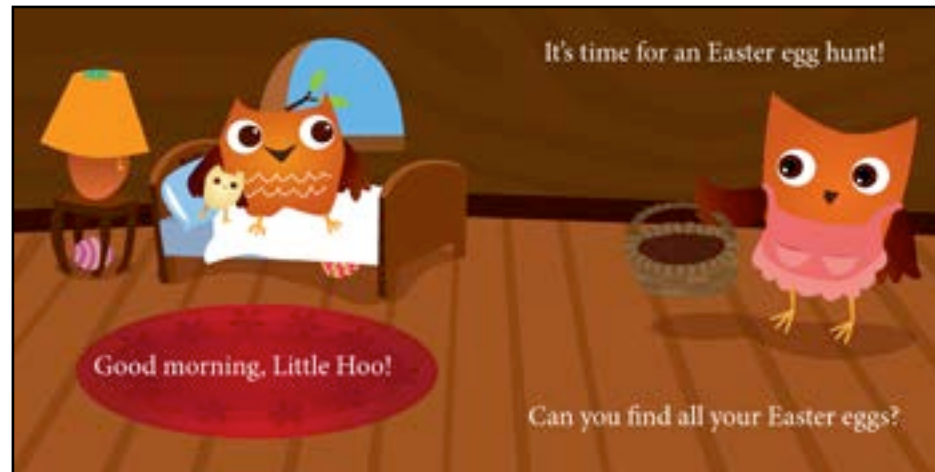 Good morning, Little Hoo!
It's time for an Easter egg hunt!
Can you find all your Easter eggs?